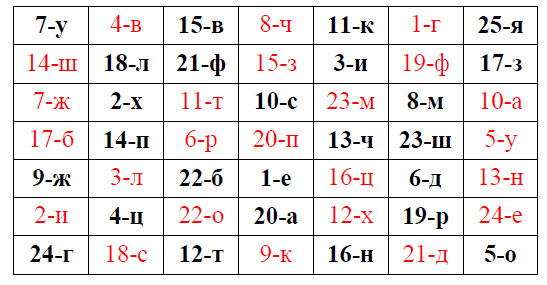 7-у 4-в 15-в 8-ч 11-к 1-г 25-я
14-ш 18-л 21-ф 15-з 3-и 19-ф 17-з
7-ж 2-х 11-т 10-с 23-м 8-м 10-а
17-б 14-п 6-р 20-п 13-ч 23-ш 5-у
9-ж 3-л 22-б 1-е 16-ц 6-д 13-н
2-и 4-ц 22-о 20-а 12-х 19-р 24-е
24-г 18-с 12-т 9-к 16-н 21-д 5-о